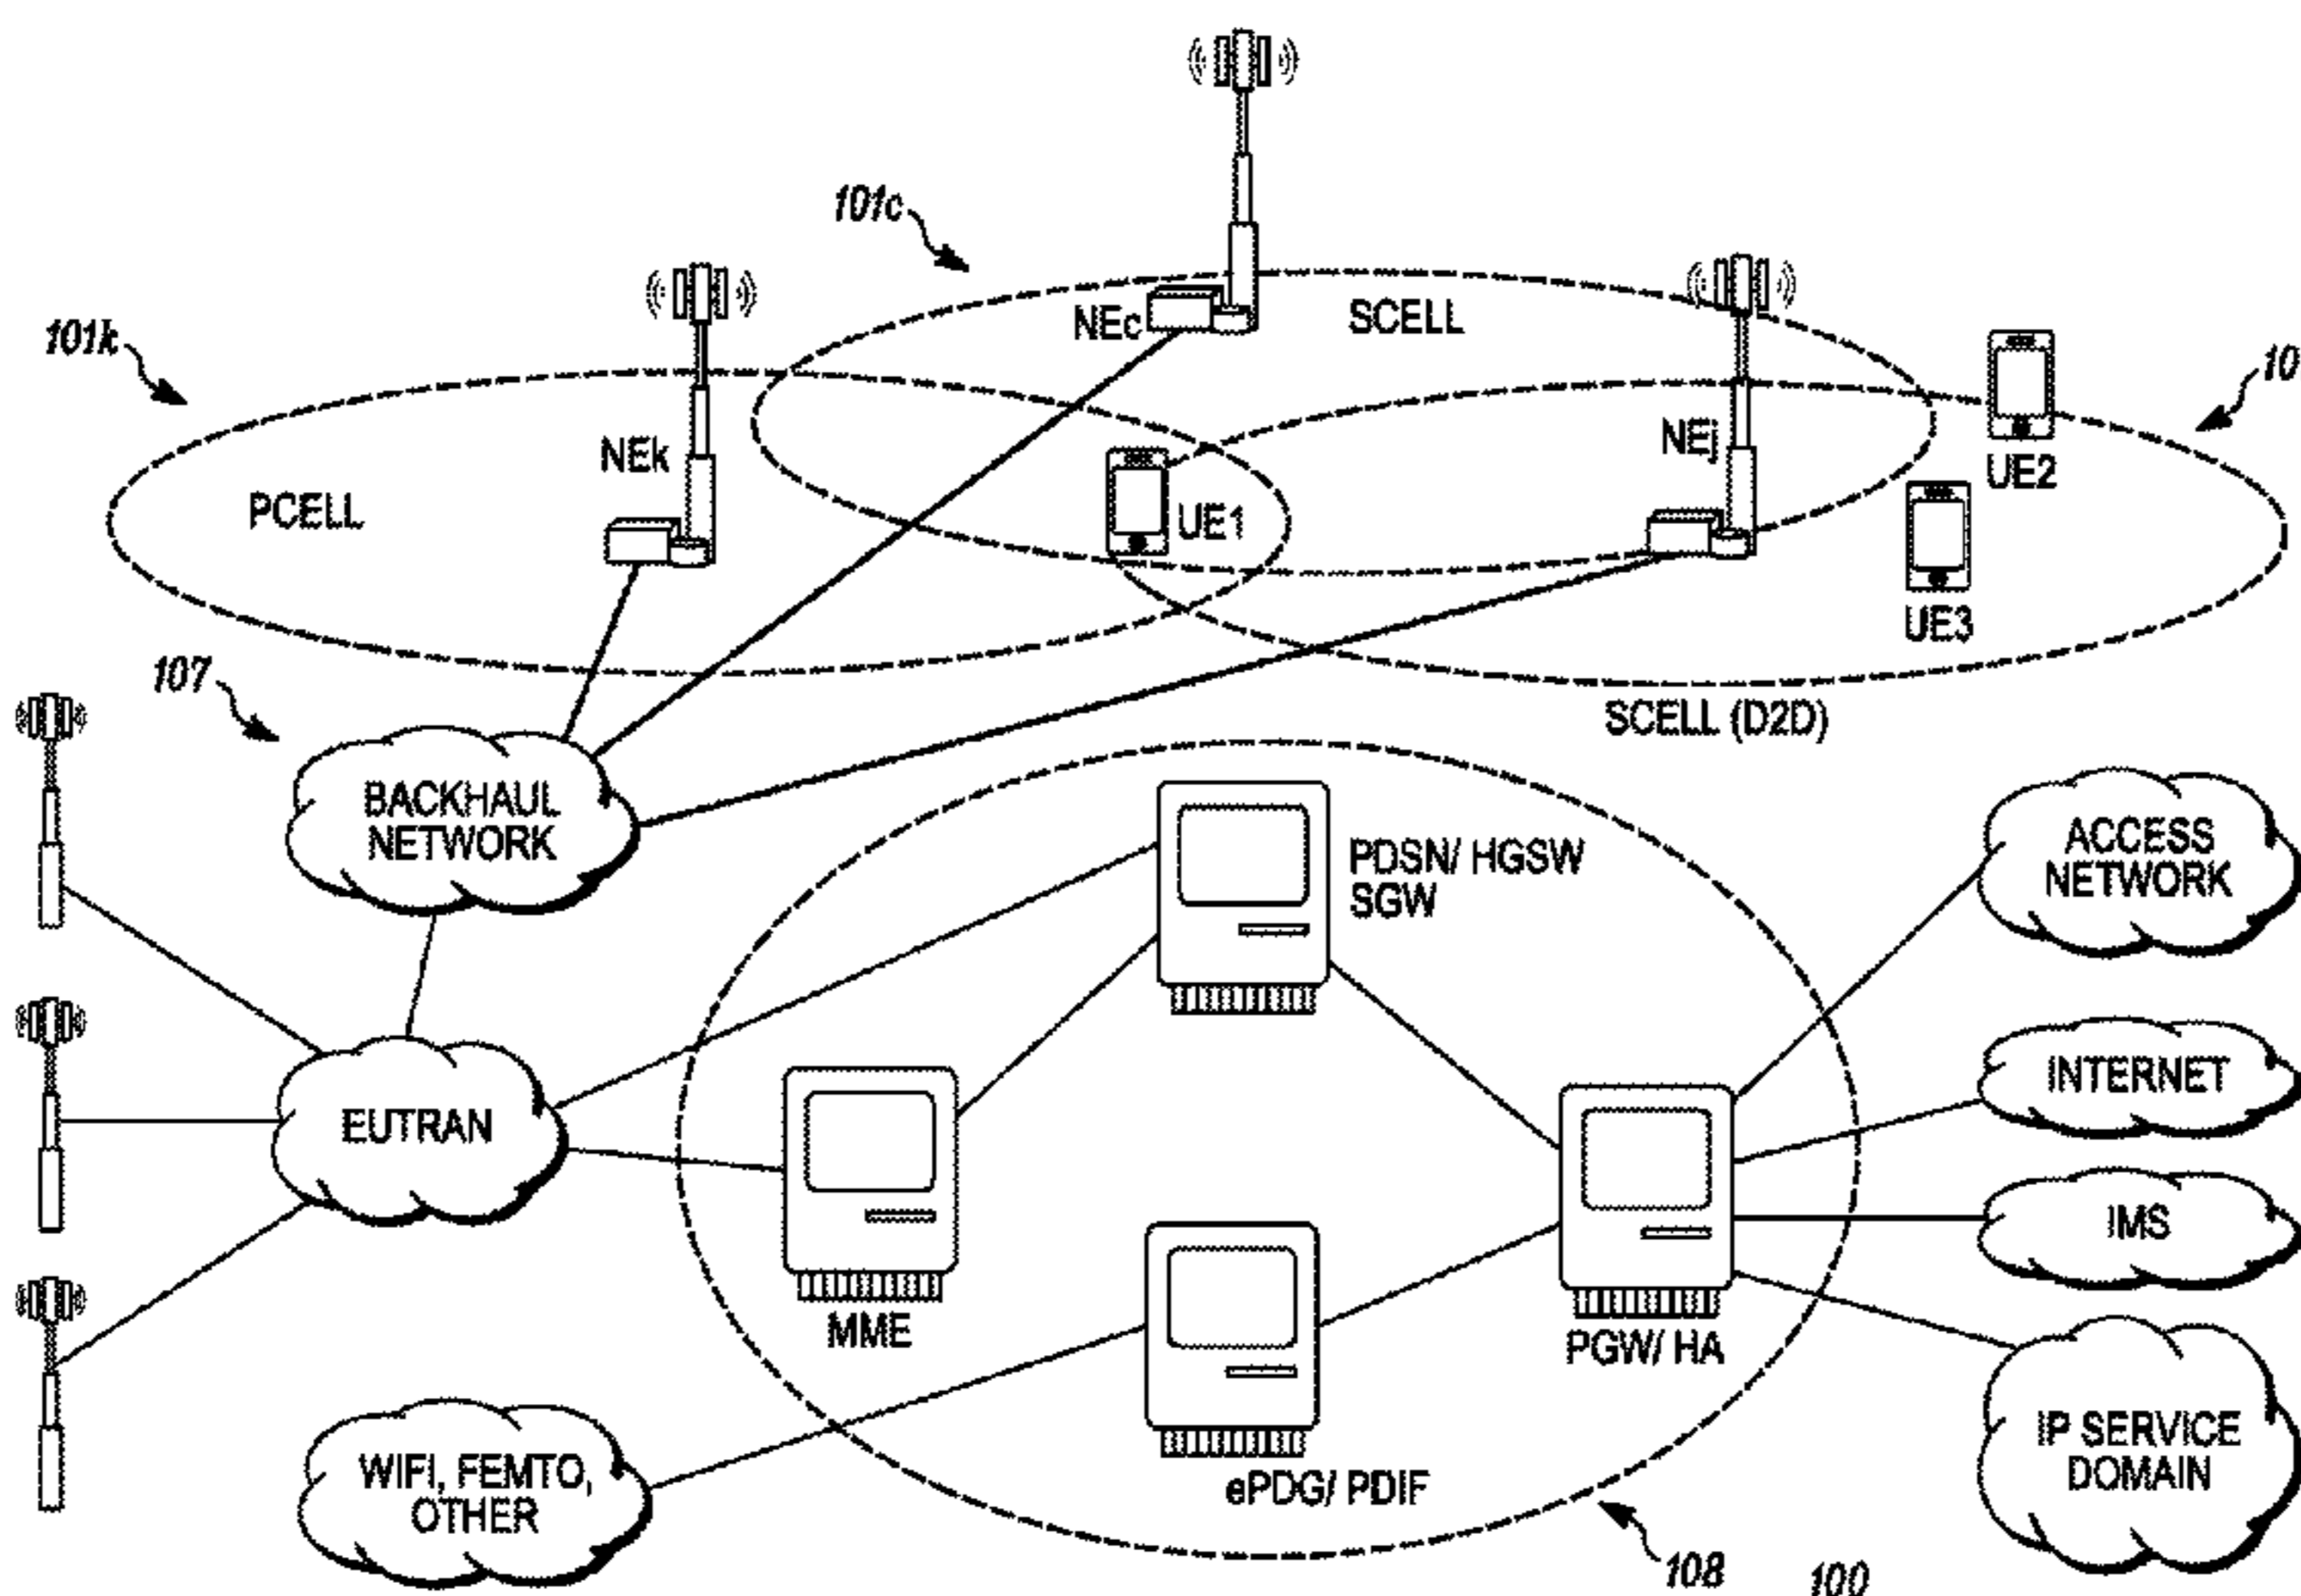 101c
101k
NEc
SCELL
10
NEk
NEj
PCELL
UE1
UE2
UE3
107
SCELL (D2D)
BACKHAUL
NETWORK
PDSN/ HGSW
SGW
ACCESS
NETWORK
INTERNET
EUTRAN
IMS
MME
PGW/ HA
WIFI, FEMTO,
OTHER
ePDG/ PDIF
IP SERVICE
DOMAIN
108
100